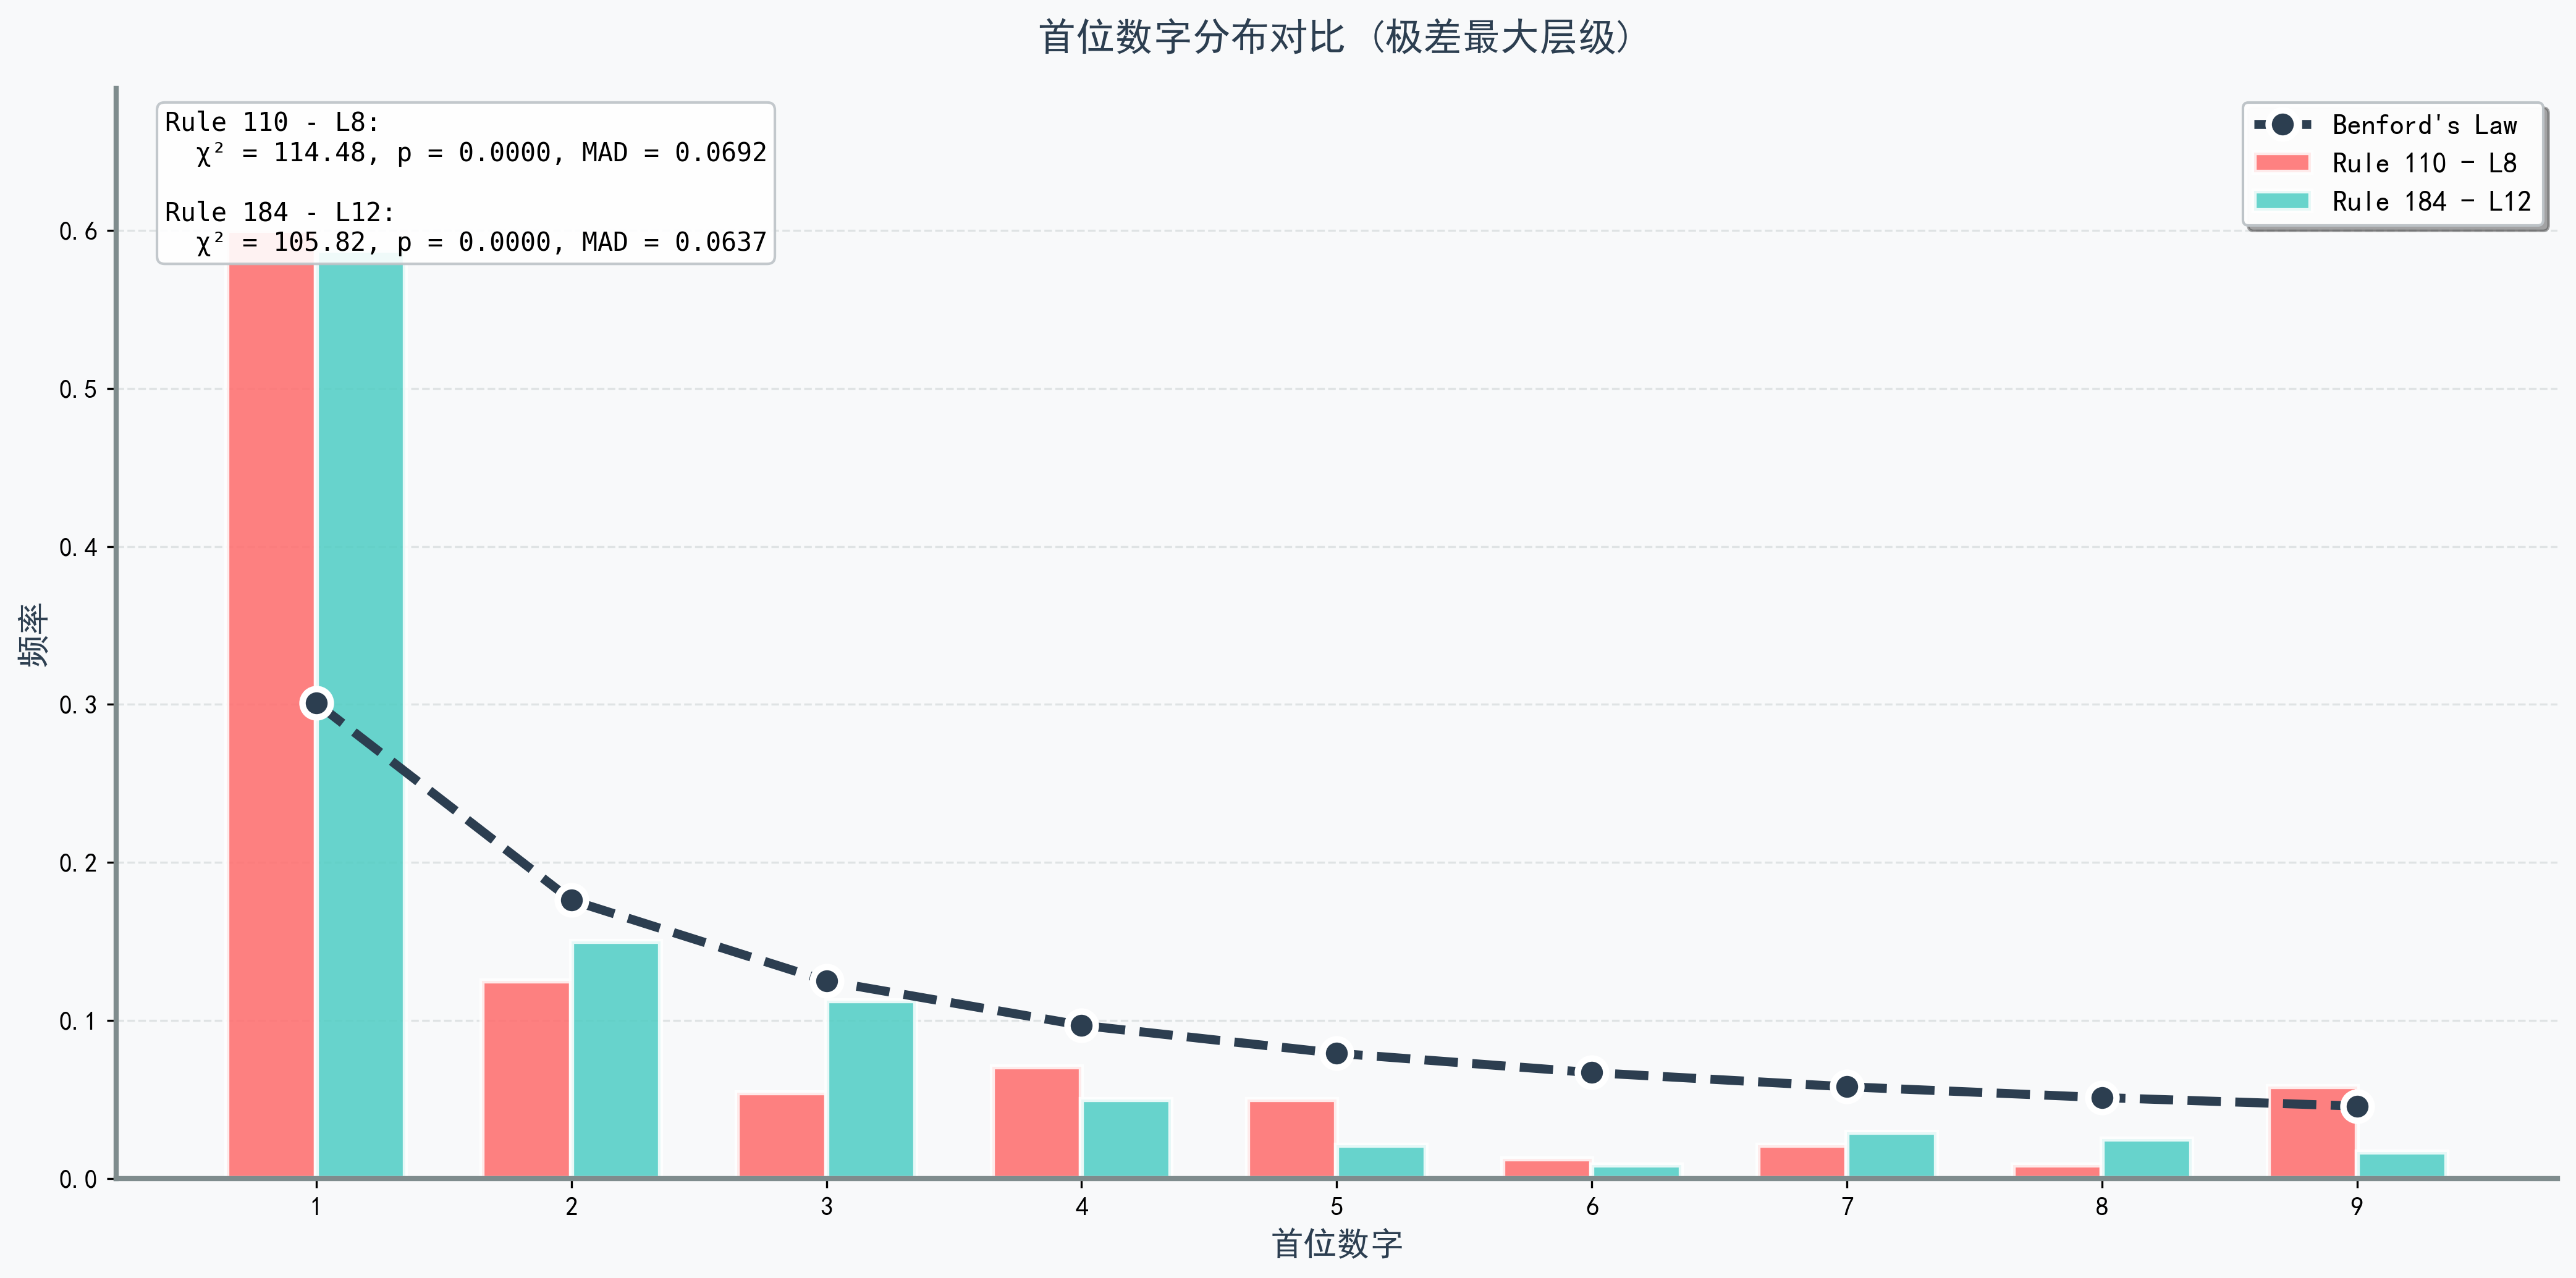 首位数字分布对比 (极差最大层级)
Rule 110 - L8:
χ² = 114.48, p = 0.0000, MAD = 0.0692
Rule 184 - L12:
χ² = 105.82, p = 0.0000, MAD = 0.0637
Benford's Law
Rule 110 - L8
Rule 184 - L12
频率
0.6
0.5
0.4
0.3
0.2
0.1
0.0
1 2 3 4 5 6 7 8 9
首位数字